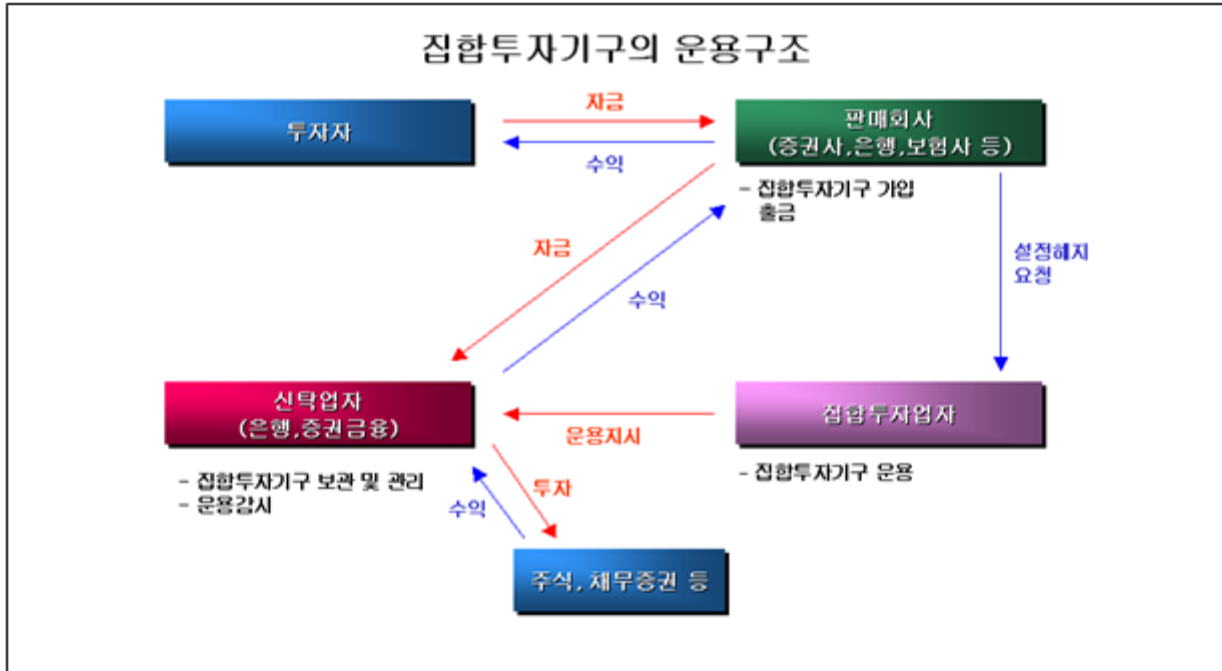 집합투자기구의 운용구조
투자자
자금
수익
판매회사
(증권사,은행,보험사 등)
- 집합투자기구 가입
출금
자금
수익
설정해지
요청
신탁업자
(은행,증권금융)
운용지시
집합투자업자
- 집합투자기구 보관 및 관리
- 운용감시
수익
투자
- 집합투자기구 운용
주식, 채무증권 등